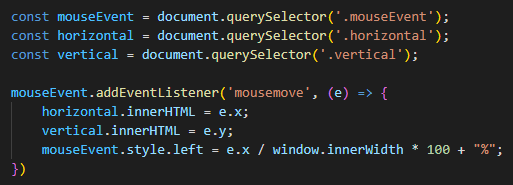 const mouseEvent = document.querySelector('.mouseEvent');
const horizontal = document.querySelector('.horizontal');
const vertical = document.querySelector('.vertical');
mouseEvent.addEventListener('mousemove', (e) => {
horizontal.innerHTML = e.x;
vertical.innerHTML = e.y;
mouseEvent.style.left = e.x / window.innerWidth * 100 + "%";
})